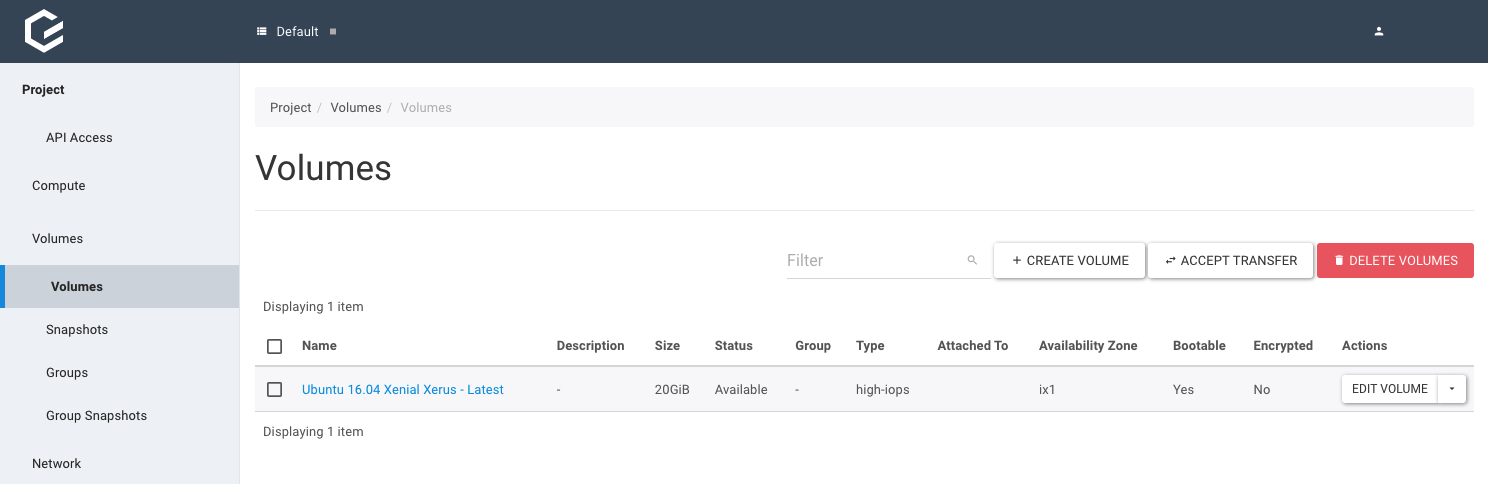 Default
Project
API Access
Compute
Volumes
Volumes
Snapshots
Groups
Group Snapshots
Network
Project / Volumes / Volumes
Volumes
Filter + CREATE VOLUME ACCEPT TRANSFER DELETE VOLUMES
Displaying 1 item
Name Description Size Status Group Type Attached To Availability Zone Bootable Encrypted Actions
Ubuntu 16.04 Xenial Xerus - Latest - 20GiB Available - high-iops ix1 Yes No EDIT VOLUME
Displaying 1 item